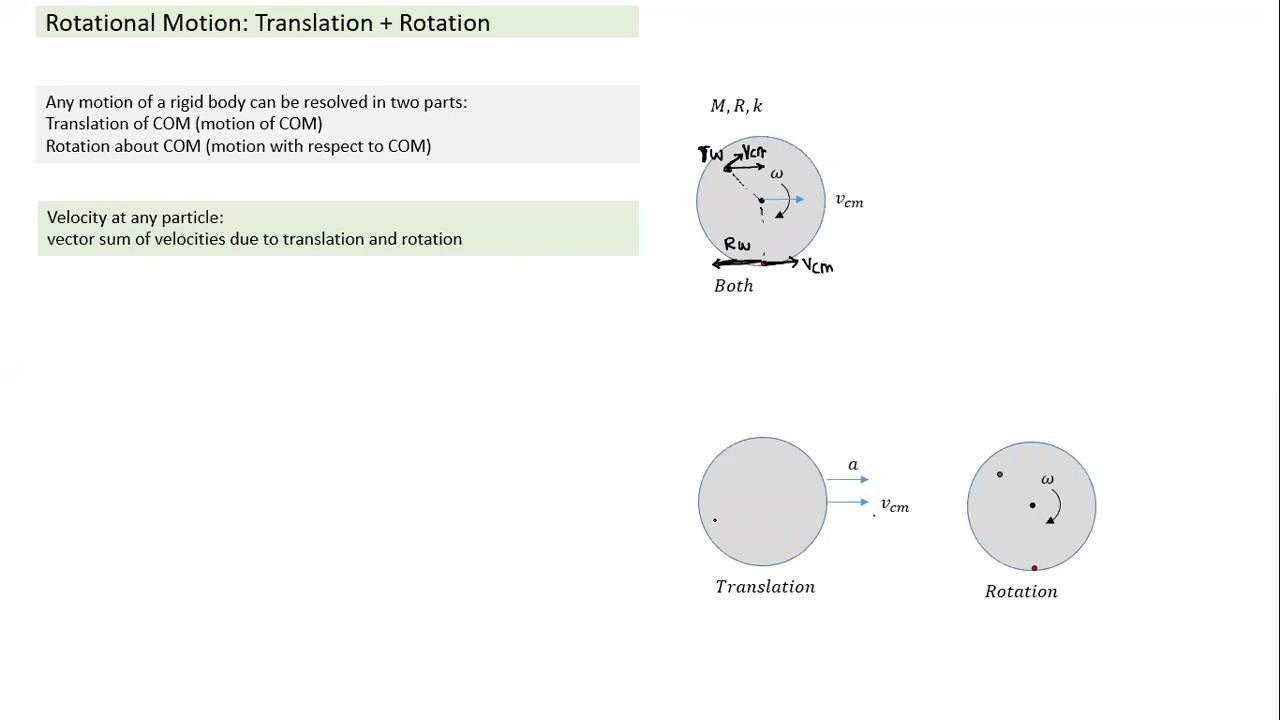 Rotational Motion: Translation + Rotation
Any motion of a rigid body can be resolved in two parts:
Translation of COM (motion of COM)
Rotation about COM (motion with respect to COM)
Velocity at any particle:
vector sum of velocities due to translation and rotation
M, R, k
rω Vcm
ω
v_cm
Rω
Vcm
Both
a
v_cm
Translation
ω
Rotation